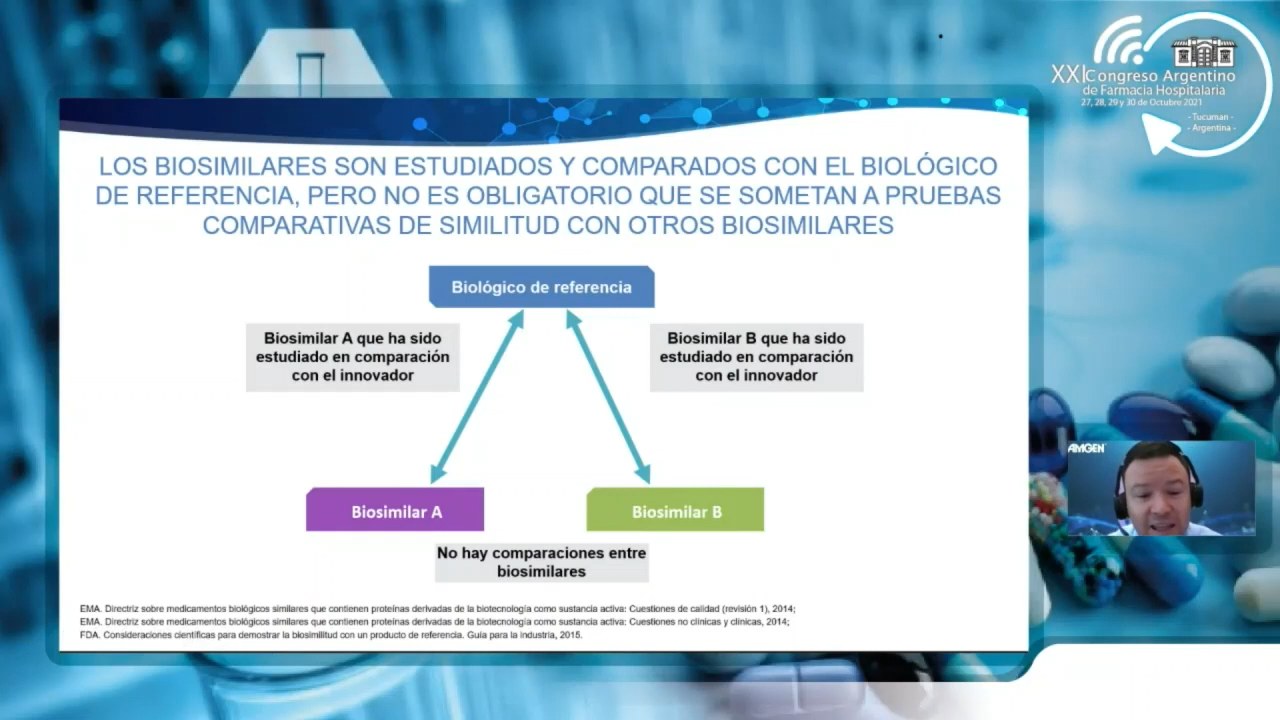 XXI Congreso Argentino
de Farmacia Hospitalaria
27, 28, 29 y 30 de Octubre 2021
- Tucuman -
- Argentina -
LOS BIOSIMILARES SON ESTUDIADOS Y COMPARADOS CON EL BIOLÓGICO
DE REFERENCIA, PERO NO ES OBLIGATORIO QUE SE SOMETAN A PRUEBAS
COMPARATIVAS DE SIMILITUD CON OTROS BIOSIMILARES
Biológico de referencia
Biosimilar A que ha sido
estudiado en comparación
con el innovador
Biosimilar B que ha sido
estudiado en comparación
con el innovador
AMGEN
Biosimilar A
Biosimilar B
No hay comparaciones entre
biosimilares
EMA. Directriz sobre medicamentos biológicos similares que contienen proteínas derivadas de la biotecnología como sustancia activa: Cuestiones de calidad (revisión 1), 2014;
EMA. Directriz sobre medicamentos biológicos similares que contienen proteínas derivadas de la biotecnología como sustancia activa: Cuestiones no clínicas y clínicas, 2014;
FDA. Consideraciones científicas para demostrar la biosimilitud con un producto de referencia. Guía para la industria, 2015.